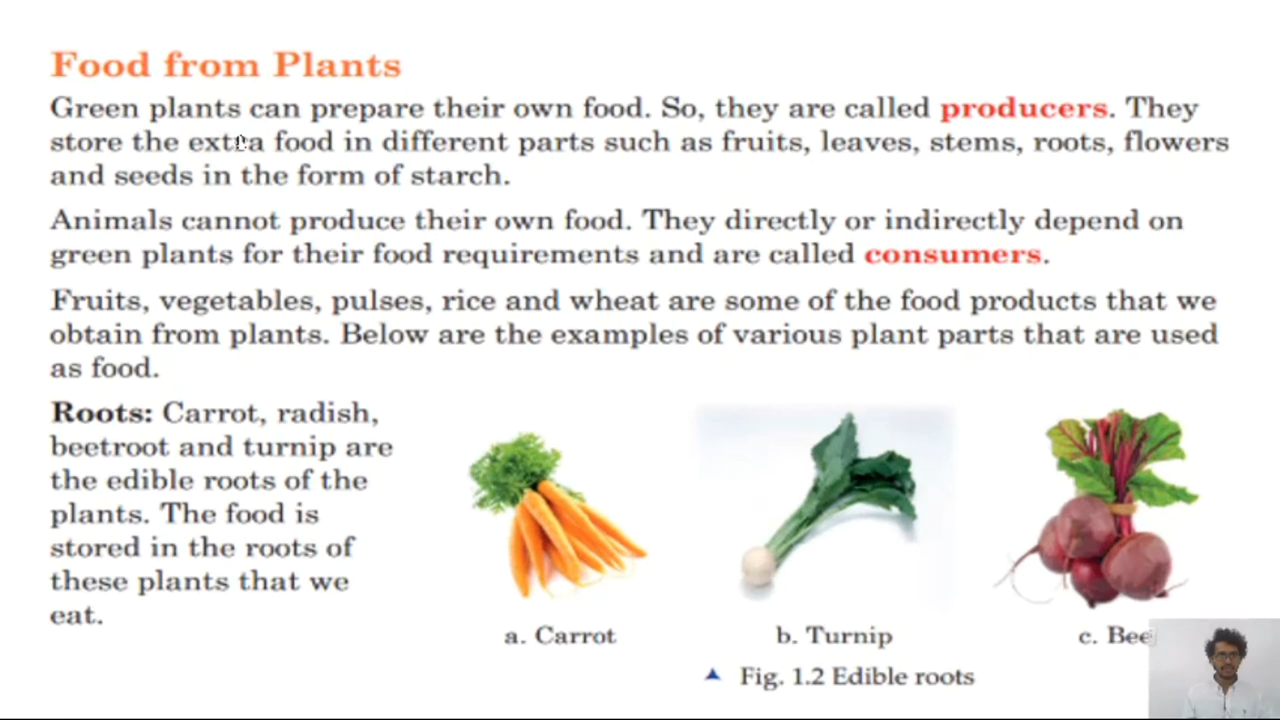 Food from Plants
Green plants can prepare their own food. So, they are called producers. They
store the extra food in different parts such as fruits, leaves, stems, roots, flowers
and seeds in the form of starch.
Animals cannot produce their own food. They directly or indirectly depend on
green plants for their food requirements and are called consumers.
Fruits, vegetables, pulses, rice and wheat are some of the food products that we
obtain from plants. Below are the examples of various plant parts that are used
as food.
Roots: Carrot, radish,
beetroot and turnip are
the edible roots of the
plants. The food is
stored in the roots of
these plants that we
eat.
a. Carrot
b. Turnip
c. Bee
Fig. 1.2 Edible roots